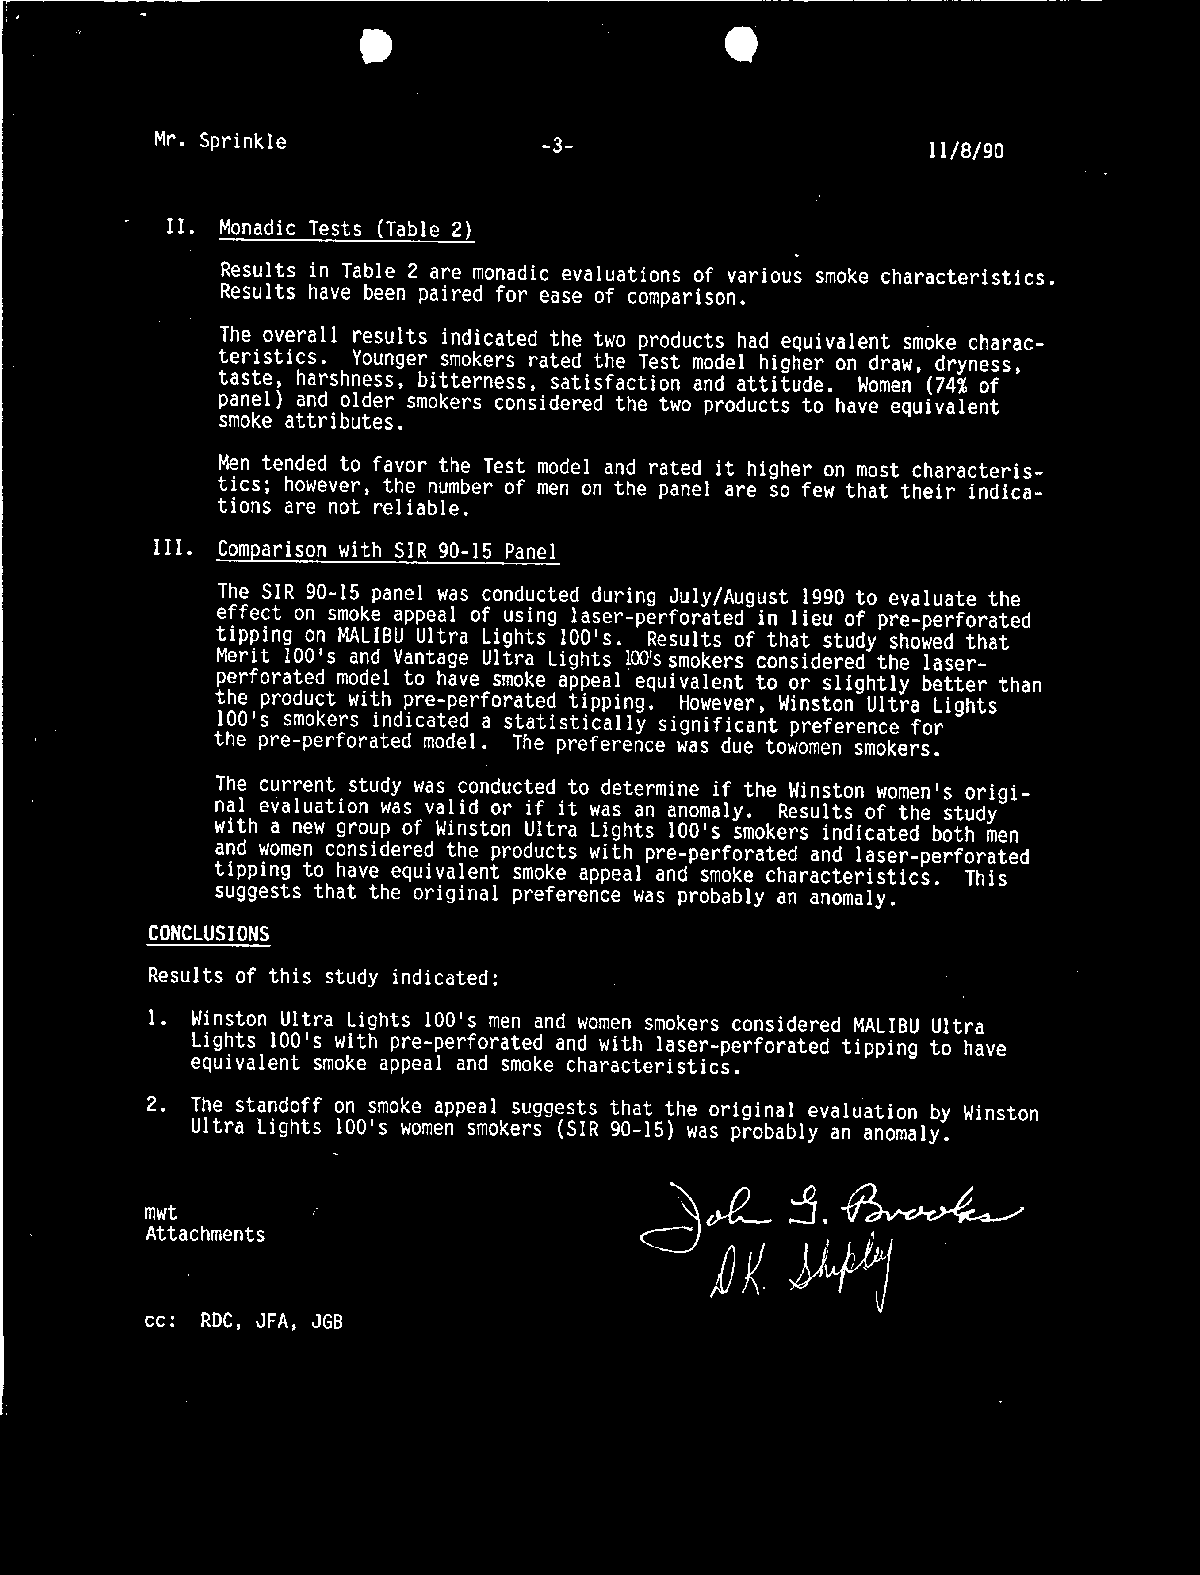 Mr. Sprinkle
-3-
11/8/90
II. Monadic Tests (Table 2)
Results in Table 2 are monadic evaluations of various smoke characteristics.
Results have been paired for ease of comparison.
The overall results indicated the two products had equivalent smoke charac-
teristics. Younger smokers rated the Test model higher on draw, dryness,
taste, harshness, bitterness, satisfaction and attitude. Women (74% of
panel) and older smokers considered the two products to have equivalent
smoke attributes.
Men tended to favor the Test model and rated it higher on most characteris-
tics; however, the number of men on the panel are so few that their indica-
tions are not reliable.
III. Comparison with SIR 90-15 Panel
The SIR 90-15 panel was conducted during July/August 1990 to evaluate the
effect on smoke appeal of using laser-perforated in lieu of pre-perforated
tipping on MALIBU Ultra Lights 100's. Results of that study showed that
Merit 100's and Vantage Ultra Lights 100's smokers considered the laser-
perforated model to have smoke appeal equivalent to or slightly better than
the product with pre-perforated tipping. However, Winston Ultra Lights
100's smokers indicated a statistically significant preference for
the pre-perforated model. The preference was due towomen smokers.
The current study was conducted to determine if the Winston women's origi-
nal evaluation was valid or if it was an anomaly. Results of the study
with a new group of Winston Ultra Lights 100's smokers indicated both men
and women considered the products with pre-perforated and laser-perforated
tipping to have equivalent smoke appeal and smoke characteristics. This
suggests that the original preference was probably an anomaly.
CONCLUSIONS
Results of this study indicated:
1. Winston Ultra Lights 100's men and women smokers considered MALIBU Ultra
Lights 100's with pre-perforated and with laser-perforated tipping to have
equivalent smoke appeal and smoke characteristics.
2. The standoff on smoke appeal suggests that the original evaluation by Winston
Ultra Lights 100's women smokers (SIR 90-15) was probably an anomaly.
John G. Brooks
D.K. Shipley
mwt
Attachments
cc: RDC, JFA, JGB